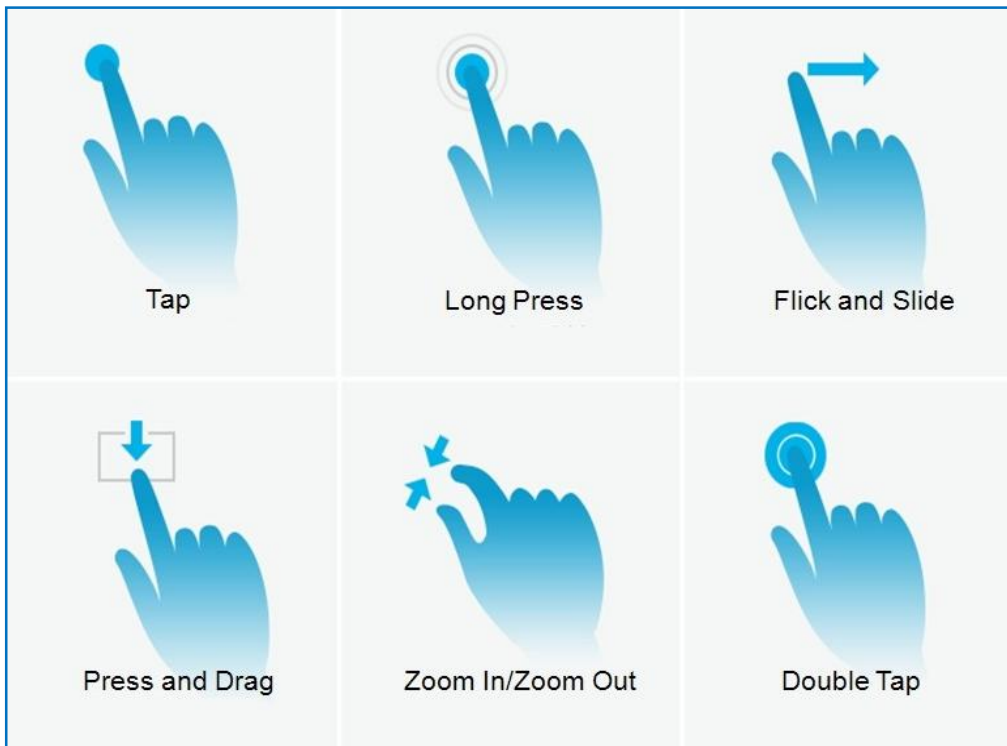 Tap
Long Press
Flick and Slide
Press and Drag
Zoom In/Zoom Out
Double Tap